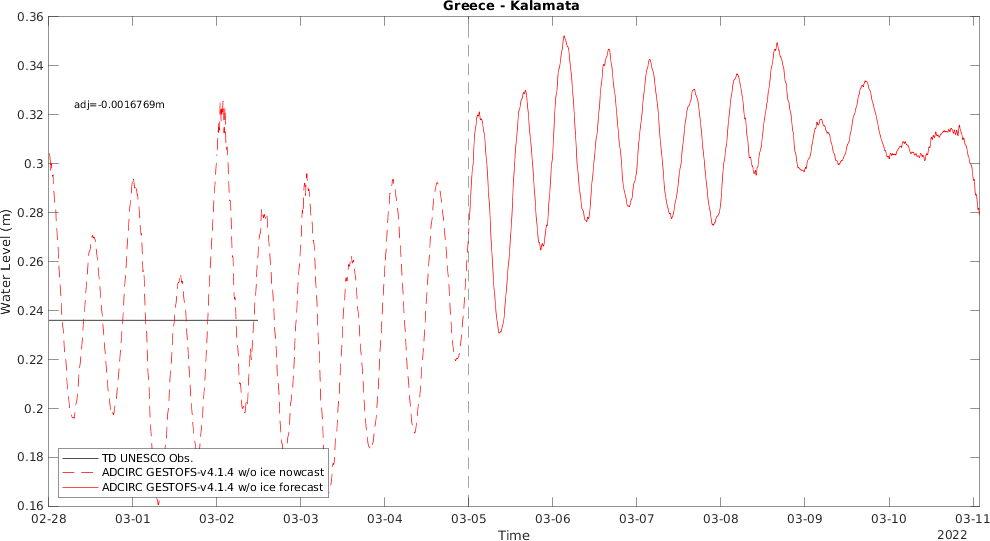 Greece - Kalamata
0.36
0.34
0.32
0.3
0.28
0.26
0.24
0.22
0.2
0.18
0.16
Water Level (m)
adj=-0.0016769m
TD UNESCO Obs.
ADCIRC GESTOFS-v4.1.4 w/o ice nowcast
ADCIRC GESTOFS-v4.1.4 w/o ice forecast
02-28 03-01 03-02 03-03 03-04 03-05 03-06 03-07 03-08 03-09 03-10 03-11
Time
2022